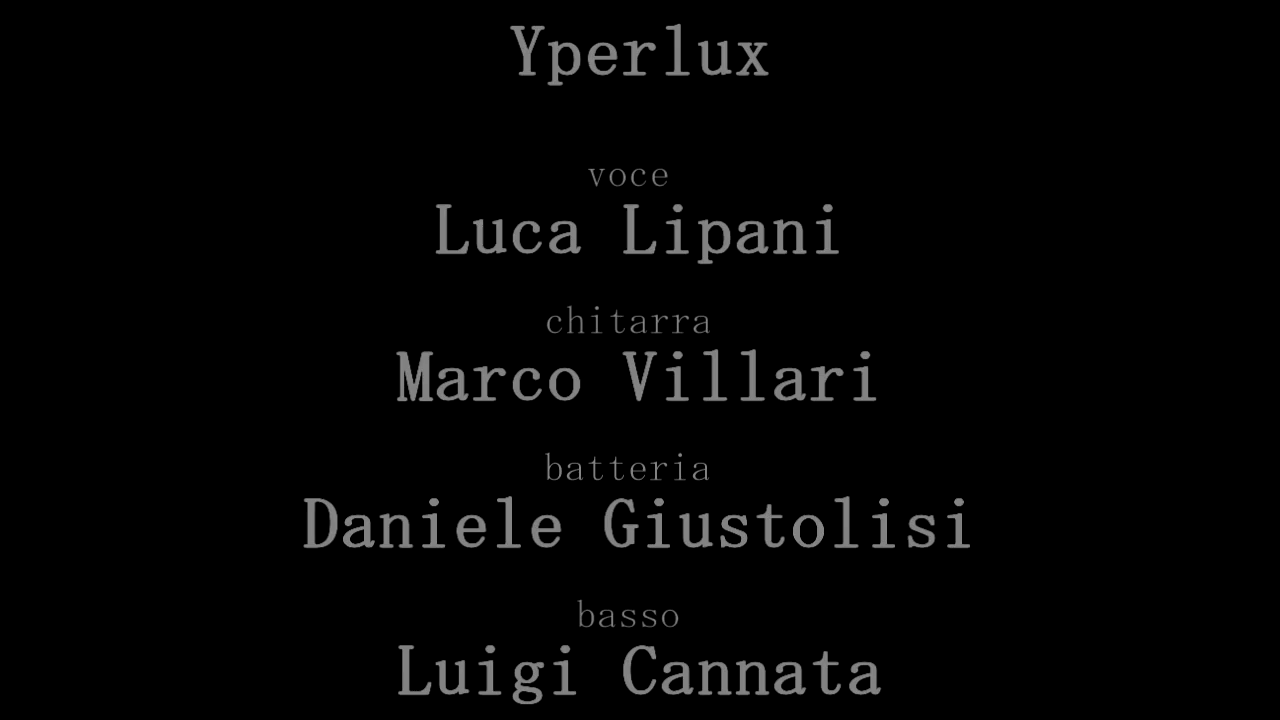 Yperlux
voce
Luca Lipani
chitarra
Marco Villari
batteria
Daniele Giustolisi
basso
Luigi Cannata